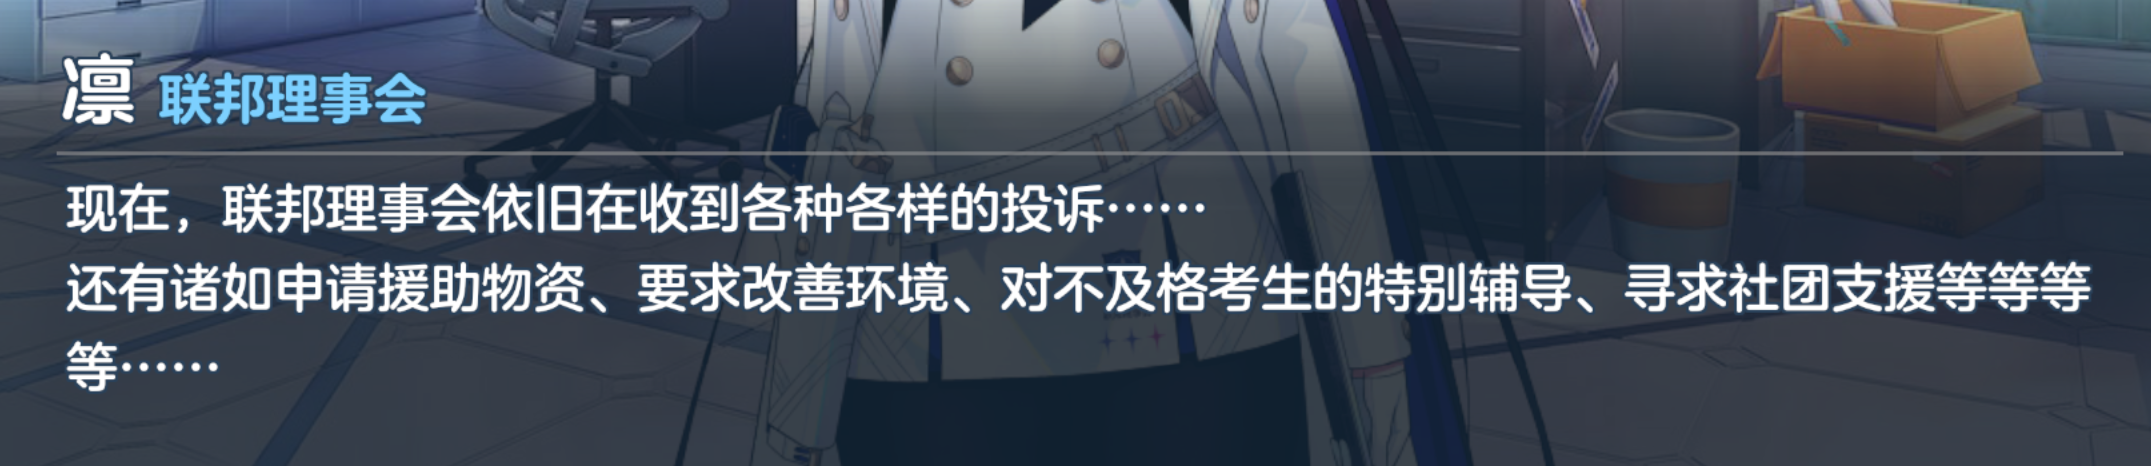 凛 联邦理事会
现在，联邦理事会依旧在收到各种各样的投诉……
还有诸如申请援助物资、要求改善环境、对不及格考生的特别辅导、寻求社团支援等等等
等……